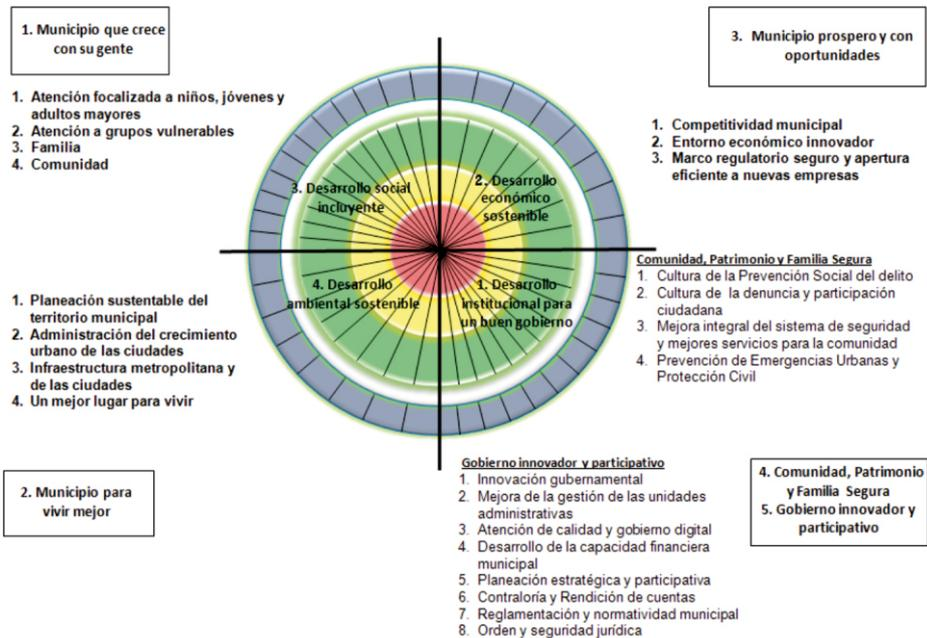 1. Municipio que crece
con su gente
1. Atención focalizada a niños, jóvenes y
adultos mayores
2. Atención a grupos vulnerables
3. Familia
4. Comunidad
3. Municipio prospero y con
oportunidades
1. Competitividad municipal
2. Entorno económico innovador
3. Marco regulatorio seguro y apertura
eficiente a nuevas empresas
3. Desarrollo social
incluyente
2. Desarrollo
económico
sostenible
4. Desarrollo
ambiental sostenible
1. Desarrollo
institucional para
un buen gobierno
1. Planeación sustentable del
territorio municipal
2. Administración del crecimiento
urbano de las ciudades
3. Infraestructura metropolitana y
de las ciudades
4. Un mejor lugar para vivir
Comunidad, Patrimonio y Familia Segura
1. Cultura de la Prevención Social del delito
2. Cultura de la denuncia y participación
ciudadana
3. Mejora integral del sistema de seguridad
y mejores servicios para la comunidad
4. Prevención de Emergencias Urbanas y
Protección Civil
2. Municipio para
vivir mejor
Gobierno innovador y participativo
1. Innovación gubernamental
2. Mejora de la gestión de las unidades
administrativas
3. Atención de calidad y gobierno digital
4. Desarrollo de la capacidad financiera
municipal
5. Planeación estratégica y participativa
6. Contraloría y Rendición de cuentas
7. Reglamentación y normatividad municipal
8. Orden y seguridad jurídica
4. Comunidad, Patrimonio
y Familia Segura
5. Gobierno innovador y
participativo